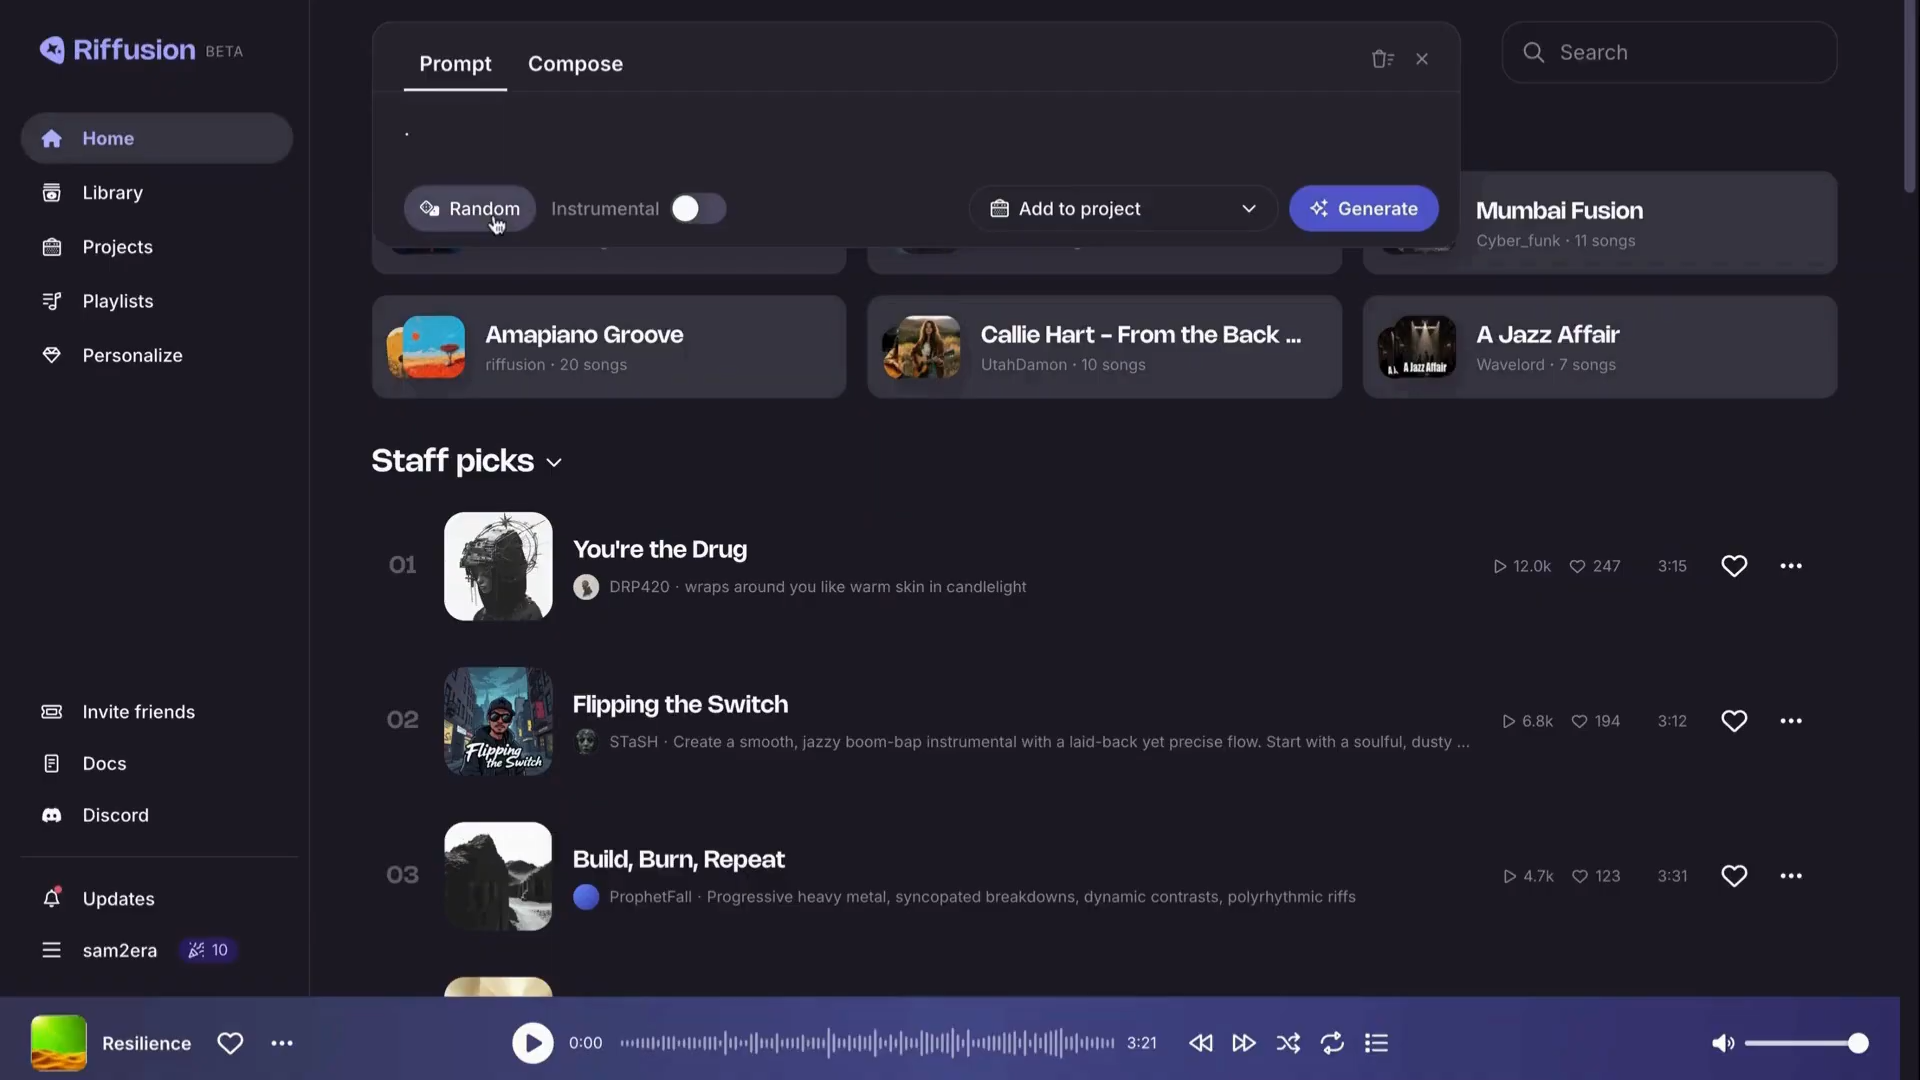 Riffusion BETA
Home
Library
Projects
Playlists
Personalize
Invite friends
Docs
Discord
Updates
sam2era 10
Prompt Compose
.
Random Instrumental
Add to project
Generate
Search
Mumbai Fusion
Cyber_funk · 11 songs
Amapiano Groove
riffusion · 20 songs
Callie Hart – From the Back ...
UtahDamon · 10 songs
A Jazz Affair
A Jazz Affair
Wavelord · 7 songs
Staff picks
01
You're the Drug
DRP420 · wraps around you like warm skin in candlelight
12.0k 247 3:15
02
Flipping the Switch
Flipping the Switch
STaSH · Create a smooth, jazzy boom-bap instrumental with a laid-back yet precise flow. Start with a soulful, dusty ...
6.8k 194 3:12
03
Build, Burn, Repeat
ProphetFall · Progressive heavy metal, syncopated breakdowns, dynamic contrasts, polyrhythmic riffs
4.7k 123 3:31
Resilience
0:00
3:21